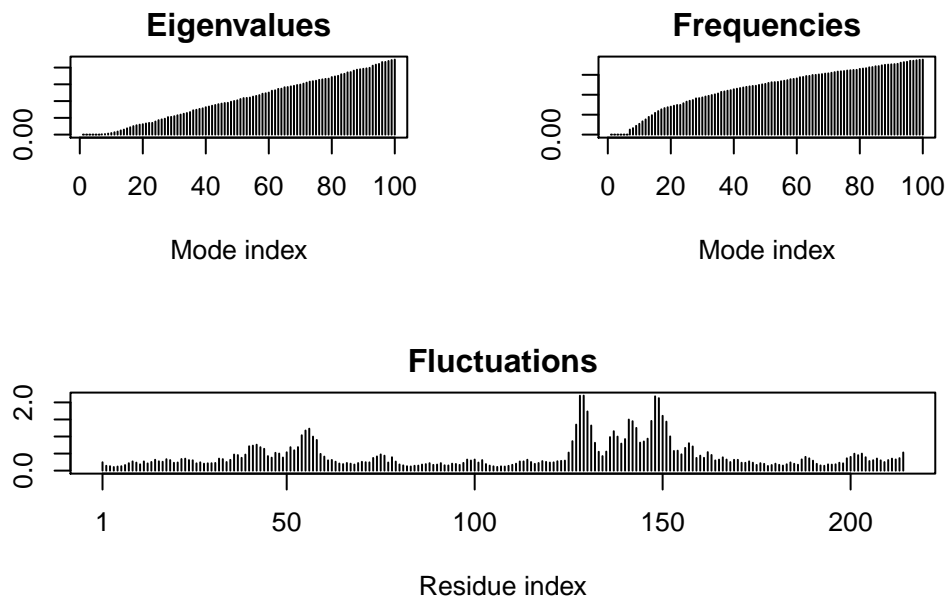 Eigenvalues
0.00
0 20 40 60 80 100
Mode index
Frequencies
0.00
0 20 40 60 80 100
Mode index
Fluctuations
0.0 2.0
1 50 100 150 200
Residue index